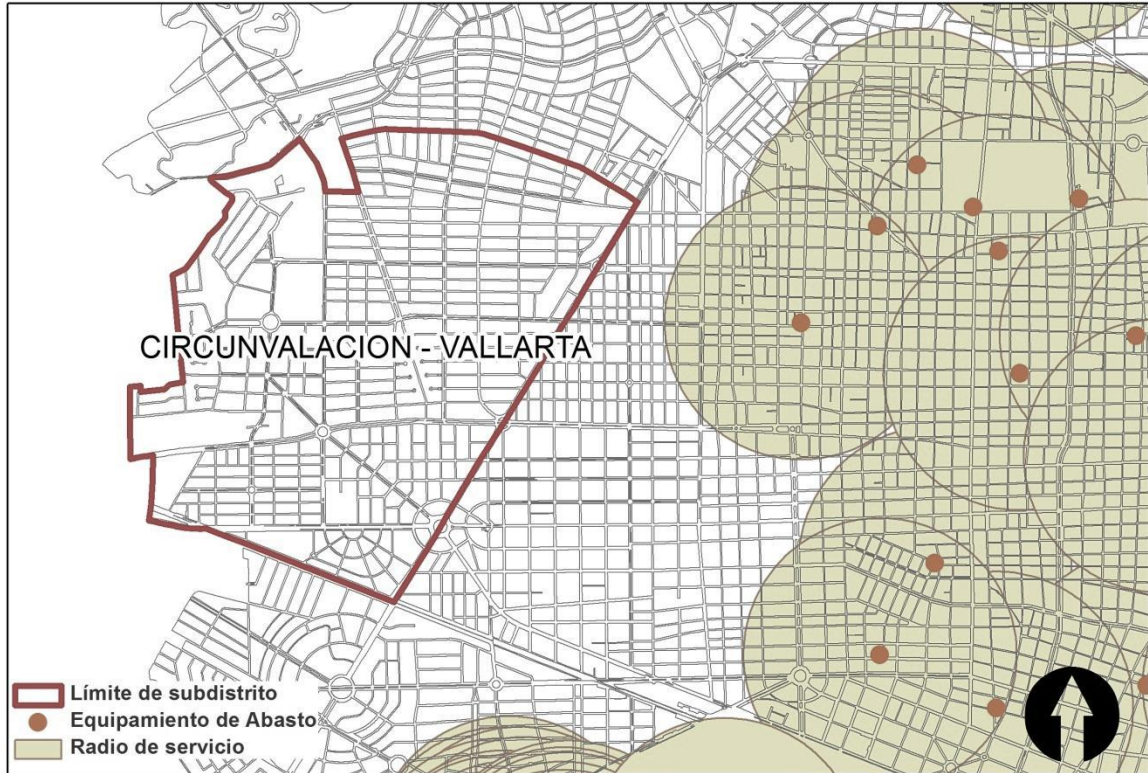 CIRCUNVALACION - VALLARTA
Límite de subdistrito
Equipamiento de Abasto
Radio de servicio